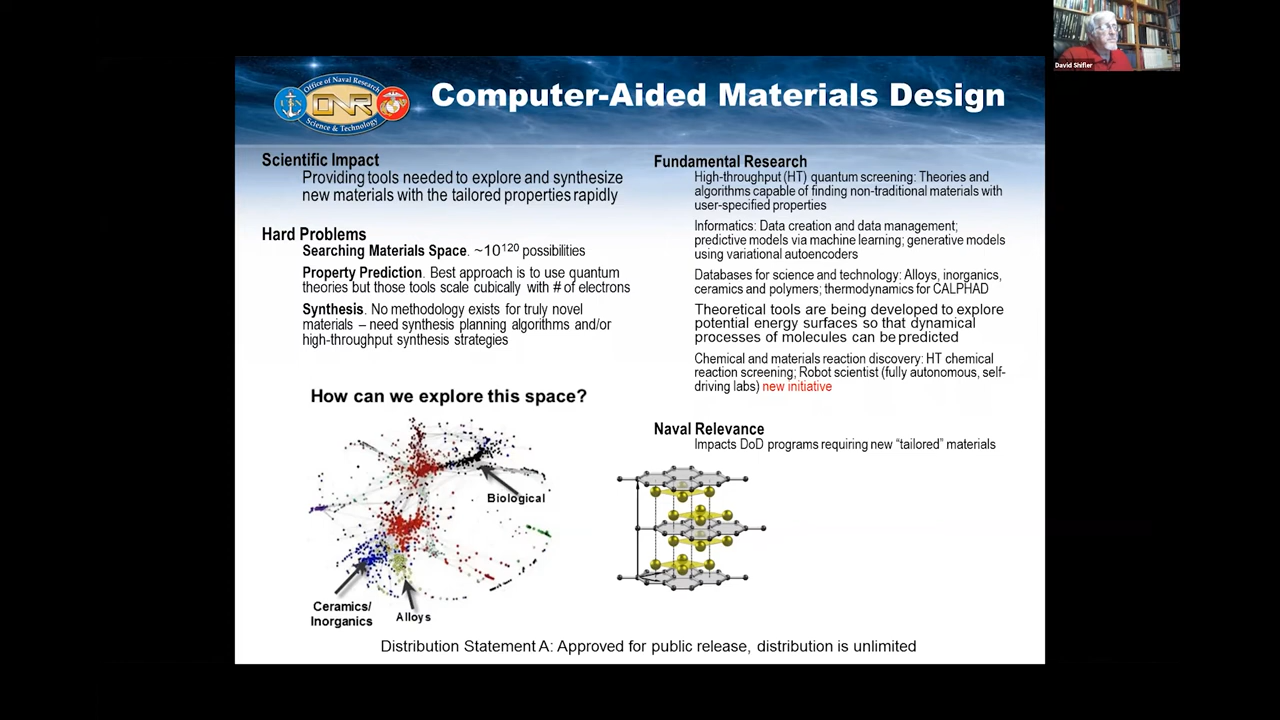 David Shifler
Office of Naval Research
ONR
Science & Technology
Computer-Aided Materials Design
Scientific Impact
Providing tools needed to explore and synthesize
new materials with the tailored properties rapidly
Hard Problems
Searching Materials Space. ~10¹²⁰ possibilities
Property Prediction. Best approach is to use quantum
theories but those tools scale cubically with # of electrons
Synthesis. No methodology exists for truly novel
materials – need synthesis planning algorithms and/or
high-throughput synthesis strategies
How can we explore this space?
Biological
Ceramics/
Inorganics
Alloys
Fundamental Research
High-throughput (HT) quantum screening: Theories and
algorithms capable of finding non-traditional materials with
user-specified properties
Informatics: Data creation and data management;
predictive models via machine learning; generative models
using variational autoencoders
Databases for science and technology: Alloys, inorganics,
ceramics and polymers; thermodynamics for CALPHAD
Theoretical tools are being developed to explore
potential energy surfaces so that dynamical
processes of molecules can be predicted
Chemical and materials reaction discovery: HT chemical
reaction screening; Robot scientist (fully autonomous, self-
driving labs) new initiative
Naval Relevance
Impacts DoD programs requiring new “tailored” materials
Distribution Statement A: Approved for public release, distribution is unlimited